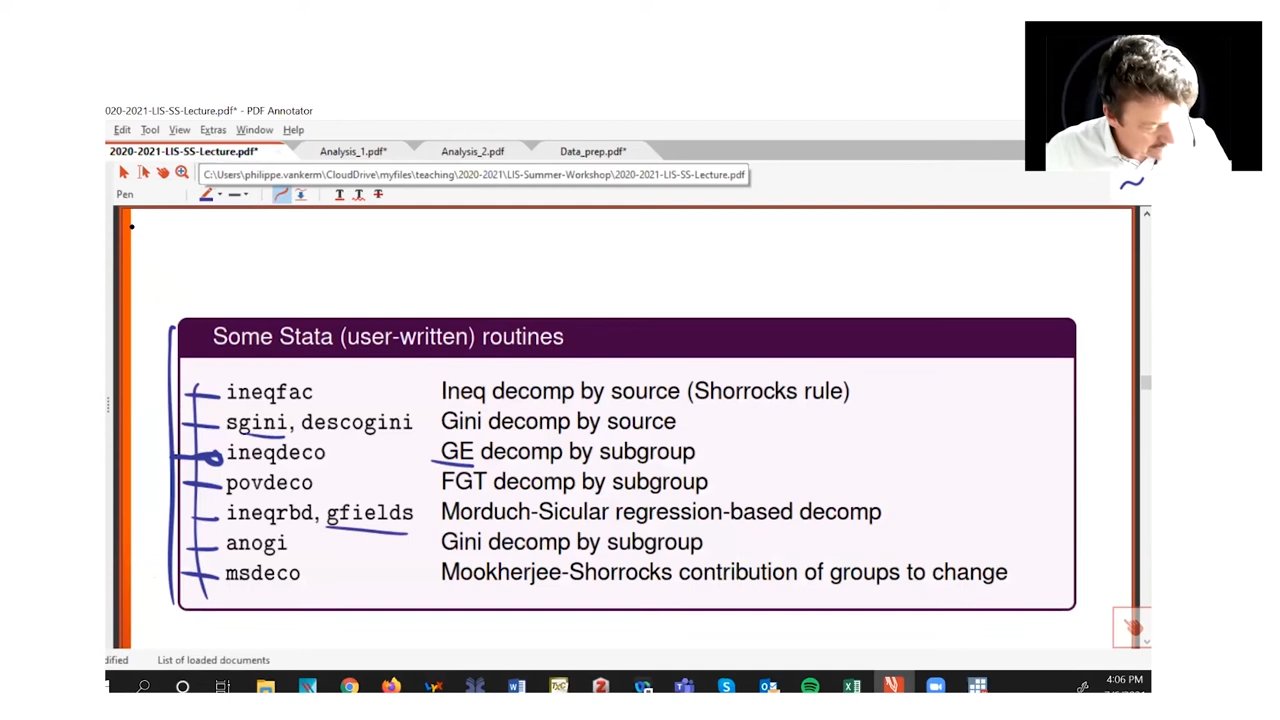 020-2021-LIS-SS-Lecture.pdf* - PDF Annotator
Edit Tool View Extras Window Help
2020-2021-LIS-SS-Lecture.pdf* Analysis_1.pdf* Analysis_2.pdf Data_prep.pdf*
C:\Users\philippe.vankerm\CloudDrive\myfiles\teaching\2020-2021\LIS-Summer-Workshop\2020-2021-LIS-SS-Lecture.pdf
Pen
Some Stata (user-written) routines
ineqfac Ineq decomp by source (Shorrocks rule)
sgini, descogini Gini decomp by source
ineqdeco GE decomp by subgroup
povdeco FGT decomp by subgroup
ineqrbd, gfields Morduch-Sicular regression-based decomp
anogi Gini decomp by subgroup
msdeco Mookherjee-Shorrocks contribution of groups to change
dified List of loaded documents
4:06 PM